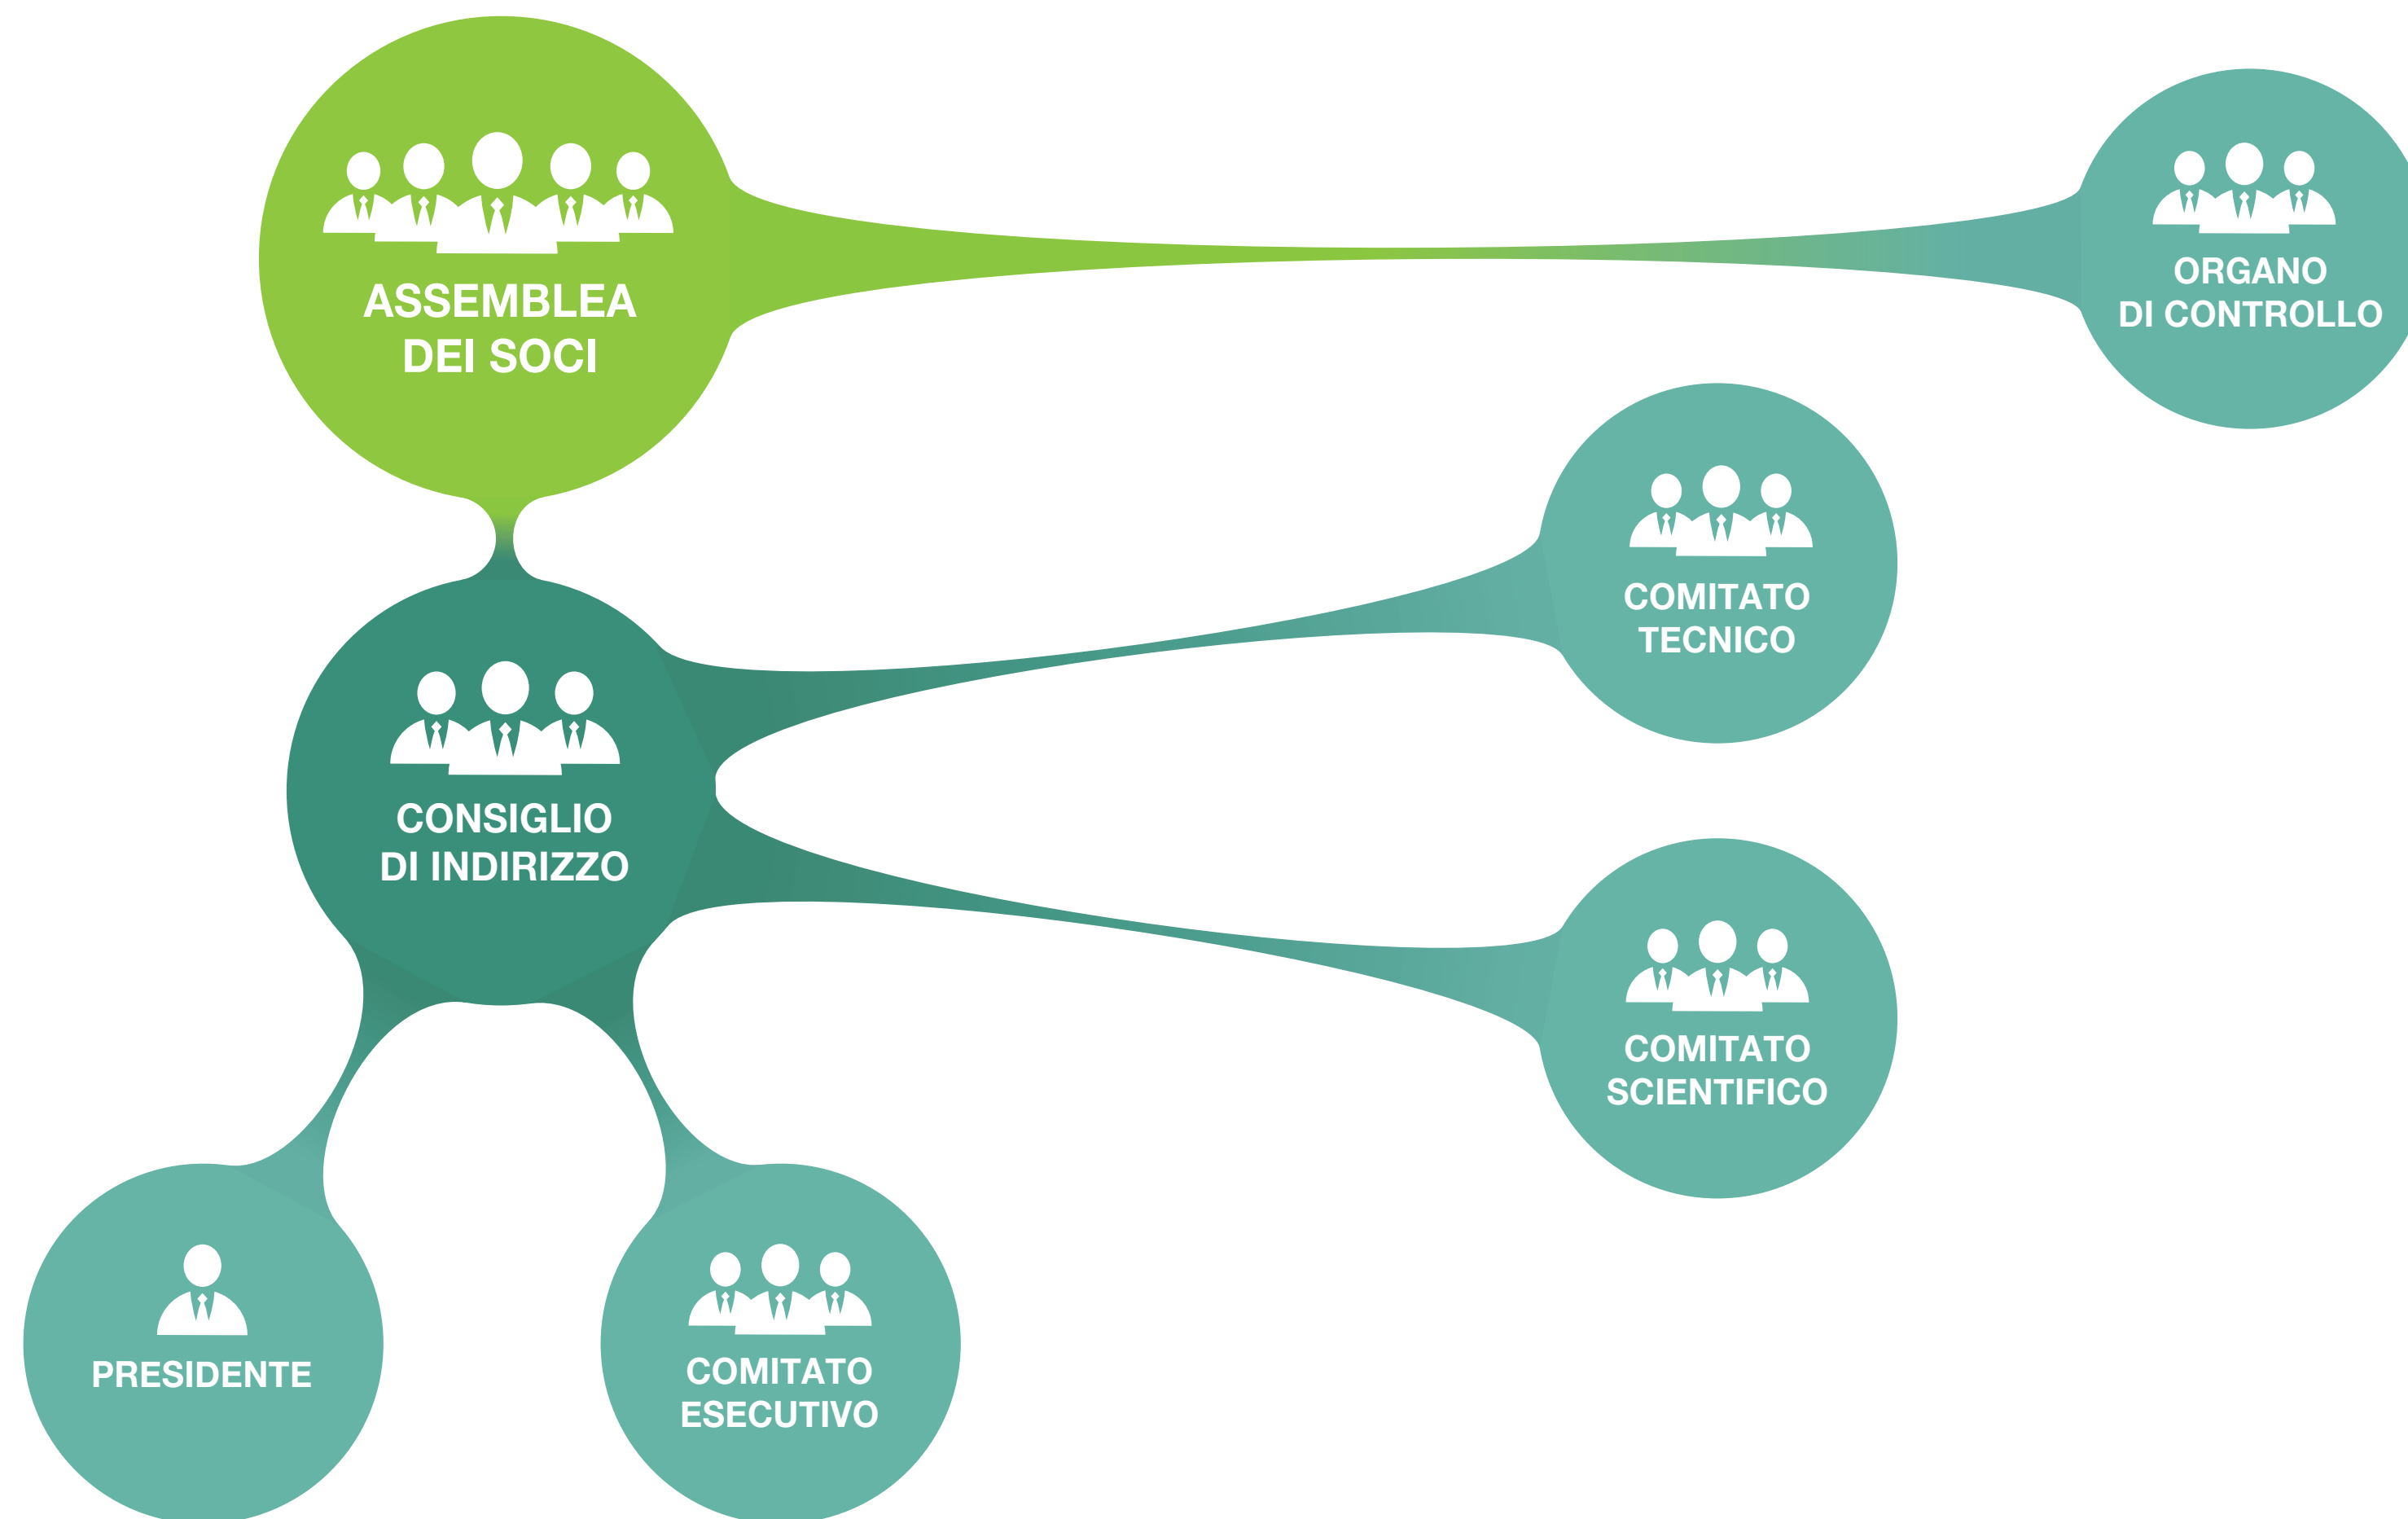 ASSEMBLEA
DEI SOCI
ORGANO
DI CONTROLLO
COMITATO
TECNICO
CONSIGLIO
DI INDIRIZZO
COMITATO
SCIENTIFICO
PRESIDENTE
COMITATO
ESECUTIVO